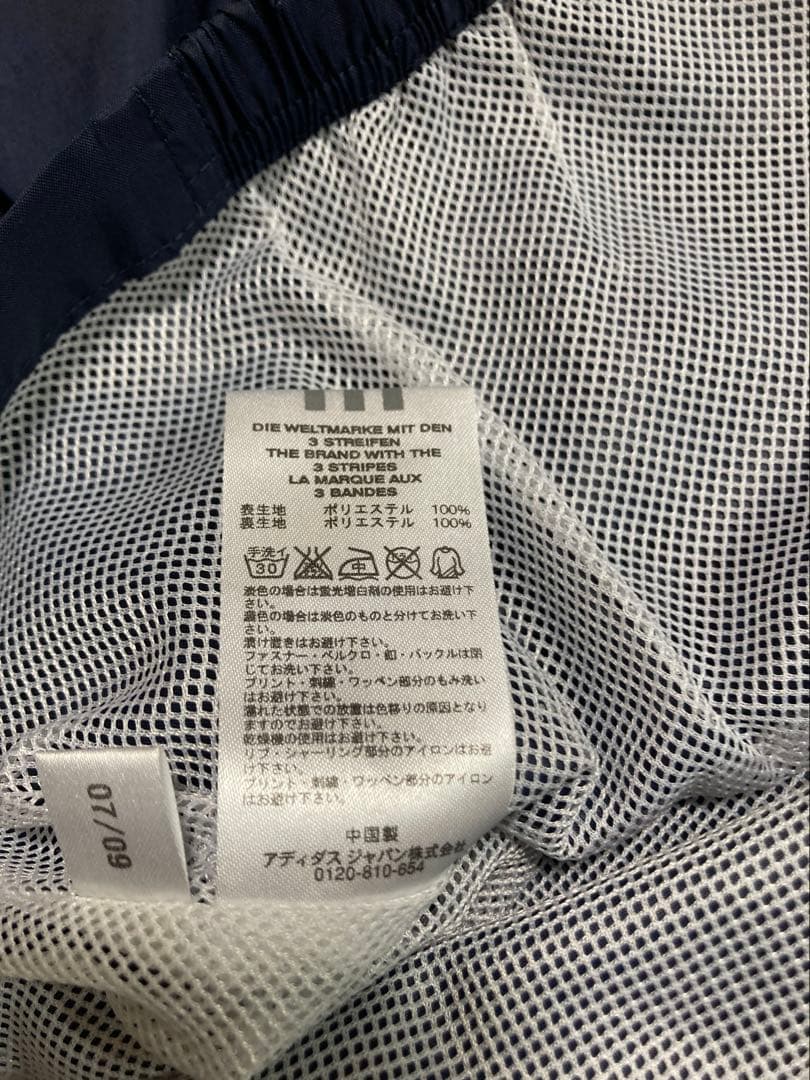 DIE WELTMARKE MIT DEN
3 STREIFEN
THE BRAND WITH THE
3 STRIPES
LA MARQUE AUX
3 BANDES
表生地 ポリエステル 100%
裏生地 ポリエステル 100%
手洗イ
30
中
淡色の場合は蛍光増白剤の使用はお避け下
さい。
濃色の場合は淡色のものと分けてお洗い下
さい。
漬け置きはお避け下さい。
ファスナー・ベルクロ・釦・バックルは閉
じてお洗い下さい。
プリント・刺繍・ワッペン部分のもみ洗い
はお避け下さい。
濡れた状態での放置は色移りの原因となり
ますのでお避け下さい。
乾燥機の使用はお避け下さい。
リブ・シャーリング部分のアイロンはお避
け下さい。
プリント・刺繍・ワッペン部分のアイロン
はお避け下さい。
中国製
アディダス ジャパン株式会社
0120-810-654
07/09